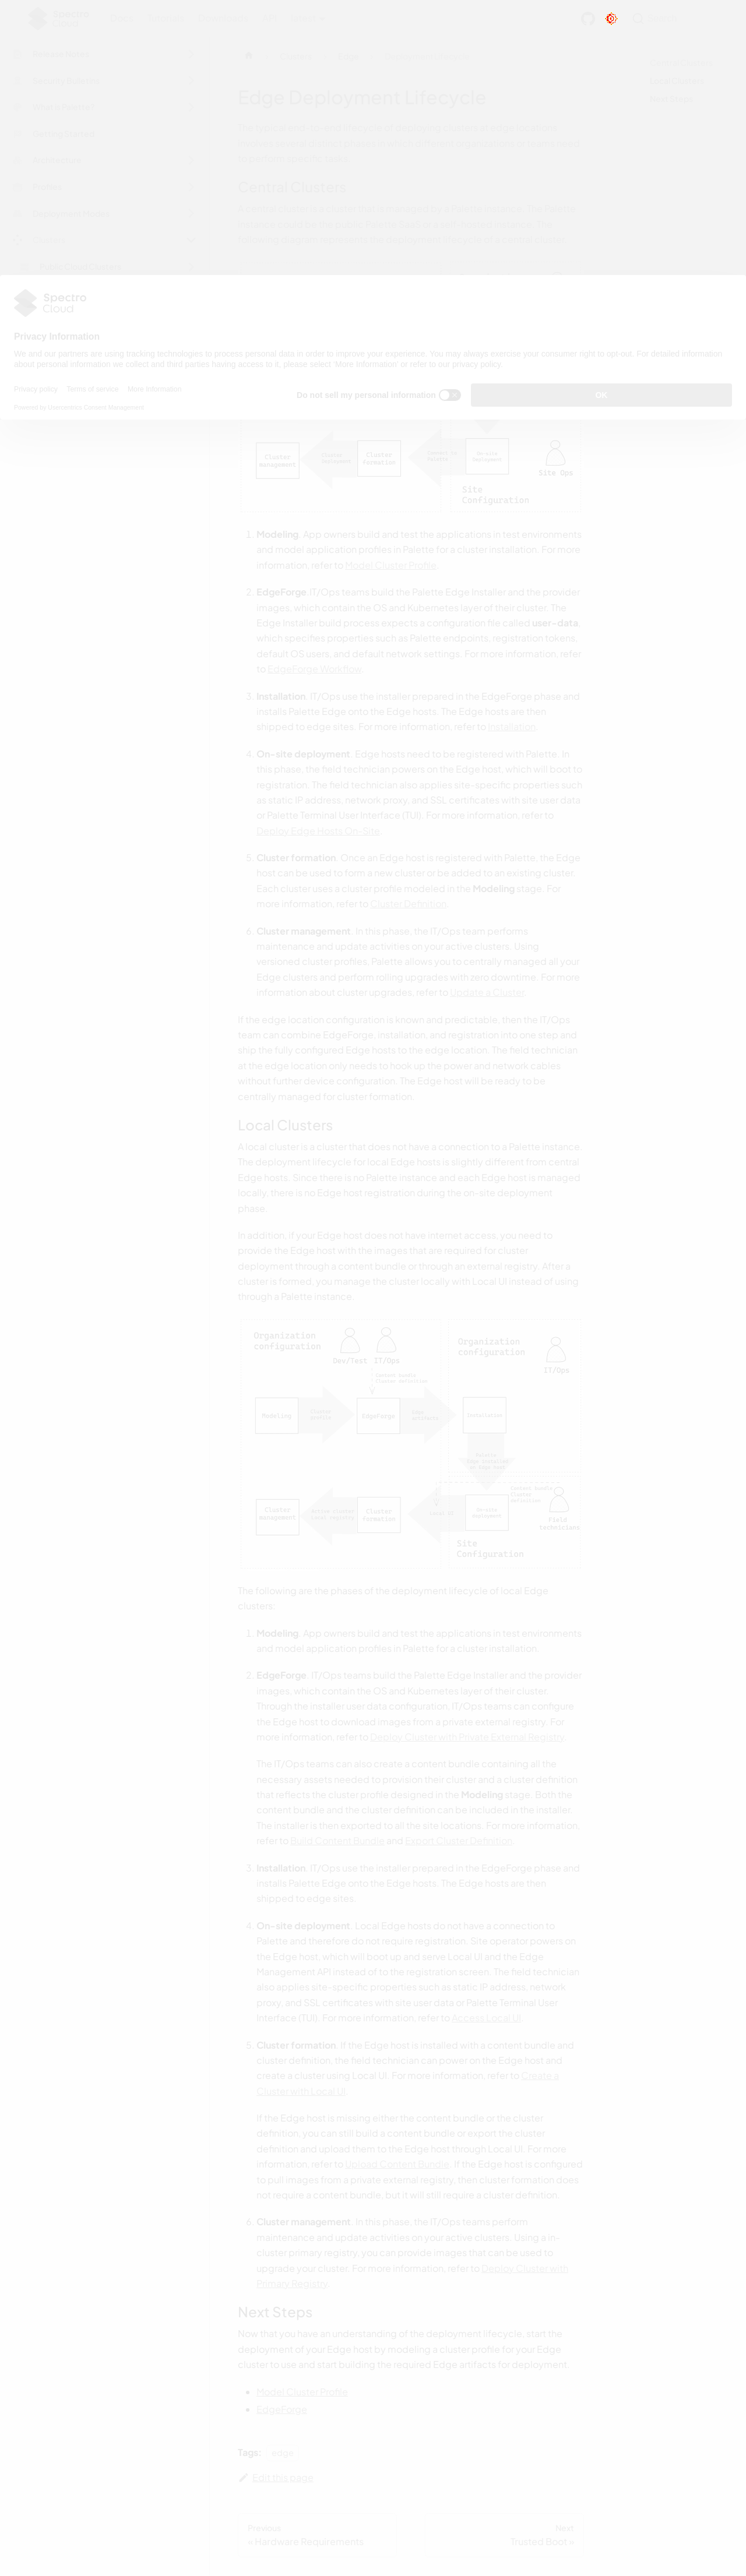 Edge Deployment Lifecycle
Central Clusters
Spectro
Cloud
Privacy Information
We and our partners are using tracking technologies to process personal data in order to improve your experience. You may always exercise your consumer right to opt-out. For detailed information
about personal information we collect and third parties having access to it, please select 'More Information' or refer to our privacy policy.
Privacy policy Terms of service More Information
Do not sell my personal information
OK
Powered by Usercentrics Consent Management
Cluster
management
Cluster
formation
Site Ops
Site
Configuration
1. Modeling. App owners build and test the applications in test environments
and model application profiles in Palette for a cluster installation. For more
information, refer to Model Cluster Profile.
2. EdgeForge. IT/Ops teams build the Palette Edge Installer and the provider
images, which contain the OS and Kubernetes layer of their cluster. The
Edge Installer build process expects a configuration file called user-data,
which specifies properties such as Palette endpoints, registration tokens,
default OS users, and default network settings. For more information, refer
to EdgeForge Workflow.
3. Installation. IT/Ops use the installer prepared in the EdgeForge phase and
installs Palette Edge onto the Edge hosts. The Edge hosts are then
shipped to edge sites. For more information, refer to Installation.
4. On-site deployment. Edge hosts need to be registered with Palette. In
this phase, the field technician powers on the Edge host, which will boot to
registration. The field technician also applies site-specific properties such
as static IP address, network proxy, and SSL certificates with site user data
or Palette Terminal User Interface (TUI). For more information, refer to
Deploy Edge Hosts On-Site.
5. Cluster formation. Once an Edge host is registered with Palette, the Edge
host can be used to form a new cluster or be added to an existing cluster.
Each cluster uses a cluster profile modeled in the Modeling stage. For
more information, refer to Cluster Definition.
6. Cluster management. In this phase, the IT/Ops team performs
maintenance and update activities on your active clusters. Using
versioned cluster profiles, Palette allows you to centrally managed all your
Edge clusters and perform rolling upgrades with zero downtime. For more
information about cluster upgrades, refer to Update a Cluster.
If the edge location configuration is known and predictable, then the IT/Ops
team can combine EdgeForge, installation, and registration into one step and
ship the fully configured Edge hosts to the edge location. The field technician
at the edge location only needs to hook up the power and network cables
without further device configuration. The Edge host will be ready to be
centrally managed for cluster formation.
Local Clusters
A local cluster is a cluster that does not have a connection to a Palette instance.
The deployment lifecycle for local Edge hosts is slightly different from central
Edge hosts. Since there is no Palette instance and each Edge host is managed
locally, there is no Edge host registration during the on-site deployment
phase.
In addition, if your Edge host does not have internet access, you need to
provide the Edge host with the images that are required for cluster
deployment through a content bundle or through an external registry. After a
cluster is formed, you manage the cluster locally with Local UI instead of using
through a Palette instance.
Organization
configuration
Dev/Test IT/Ops
Organization
configuration
IT/Ops
Modeling
EdgeForge
Installation
Cluster
management
Cluster
formation
Field
technicians
Site
Configuration
The following are the phases of the deployment lifecycle of local Edge
clusters:
1. Modeling. App owners build and test the applications in test environments
and model application profiles in Palette for a cluster installation.
2. EdgeForge. IT/Ops teams build the Palette Edge Installer and the provider
images, which contain the OS and Kubernetes layer of their cluster.
Through the installer user data configuration, IT/Ops teams can configure
the Edge host to download images from a private external registry. For
more information, refer to Deploy Cluster with Private External Registry.
The IT/Ops teams can also create a content bundle containing all the
necessary assets needed to provision their cluster and a cluster definition
that reflects the cluster profile designed in the Modeling stage. Both the
content bundle and the cluster definition can be included in the installer.
The installer is then exported to all the site locations. For more information,
refer to Build Content Bundle and Export Cluster Definition.
3. Installation. IT/Ops use the installer prepared in the EdgeForge phase and
installs Palette Edge onto the Edge hosts. The Edge hosts are then
shipped to edge sites.
4. On-site deployment. Local Edge hosts do not have a connection to
Palette and therefore do not require registration. Site operator powers on
the Edge host, which will boot up and serve Local UI and the Edge
Management API instead of to the registration screen. The field technician
also applies site-specific properties such as static IP address, network
proxy, and SSL certificates with site user data or Palette Terminal User
Interface (TUI). For more information, refer to Access Local UI.
5. Cluster formation. If the Edge host is installed with a content bundle and
cluster definition, the field technician can power on the Edge host and
create a cluster using Local UI. For more information, refer to Create a
Cluster with Local UI.
If the Edge host is missing either the content bundle or the cluster
definition, you can still build a content bundle or export the cluster
definition and upload them to the Edge host through Local UI. For more
information, refer to Upload Content Bundle. If the Edge host is configured
to pull images from a private external registry, then cluster formation does
not require a content bundle, but it will still require a cluster definition.
6. Cluster management. In this phase, the IT/Ops teams perform
maintenance and update activities on your active clusters. Using a in-
cluster primary registry, you can provide images that can be used to
upgrade your cluster. For more information, refer to Deploy Cluster with
Primary Registry.
Next Steps
Now that you have an understanding of the deployment lifecycle, start the
deployment of your Edge host by modeling a cluster profile for your Edge
cluster to use and start building the required Edge artifacts for deployment.
Model Cluster Profile
EdgeForge
Tags: edge
Edit this page
Previous
« Hardware Requirements
Next
Trusted Boot »